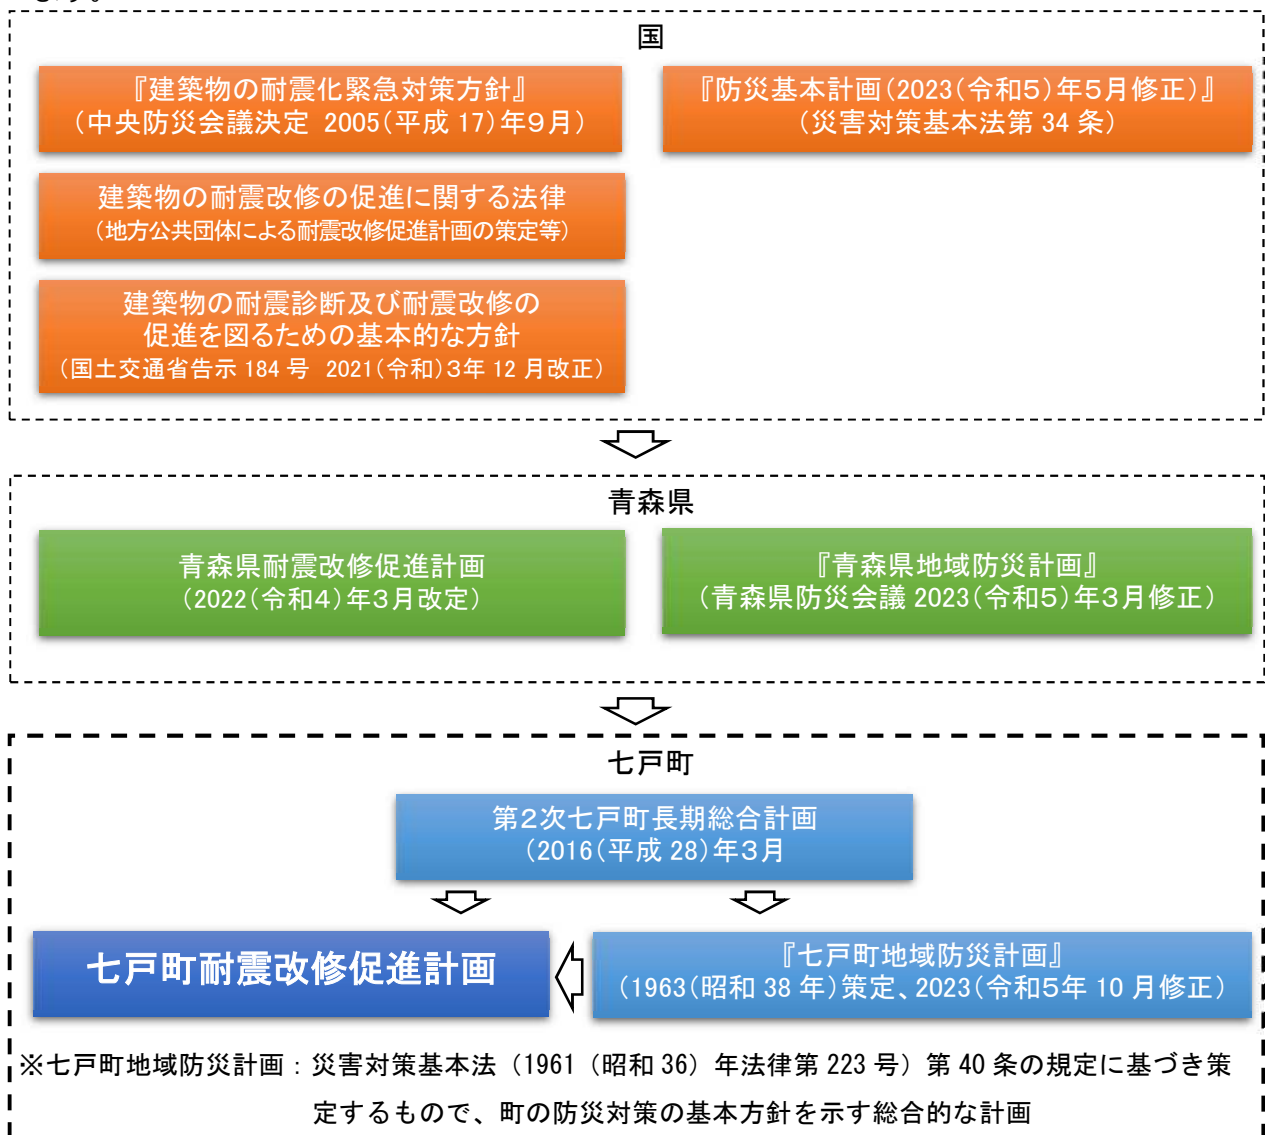 ます。
国
『建築物の耐震化緊急対策方針』
（中央防災会議決定 2005（平成 17）年９月）
『防災基本計画（2023（令和５）年５月修正）』
（災害対策基本法第 34 条）
建築物の耐震改修の促進に関する法律
（地方公共団体による耐震改修促進計画の策定等）
建築物の耐震診断及び耐震改修の
促進を図るための基本的な方針
（国土交通省告示 184 号 2021（令和）３年 12 月改正）
青森県
青森県耐震改修促進計画
（2022（令和４）年３月改定）
『青森県地域防災計画』
（青森県防災会議 2023（令和５）年３月修正）
七戸町
第２次七戸町長期総合計画
（2016（平成 28）年３月
七戸町耐震改修促進計画
『七戸町地域防災計画』
（1963（昭和 38 年）策定、2023（令和５年 10 月修正）
※七戸町地域防災計画：災害対策基本法（1961（昭和 36）年法律第 223 号）第 40 条の規定に基づき策
定するもので、町の防災対策の基本方針を示す総合的な計画